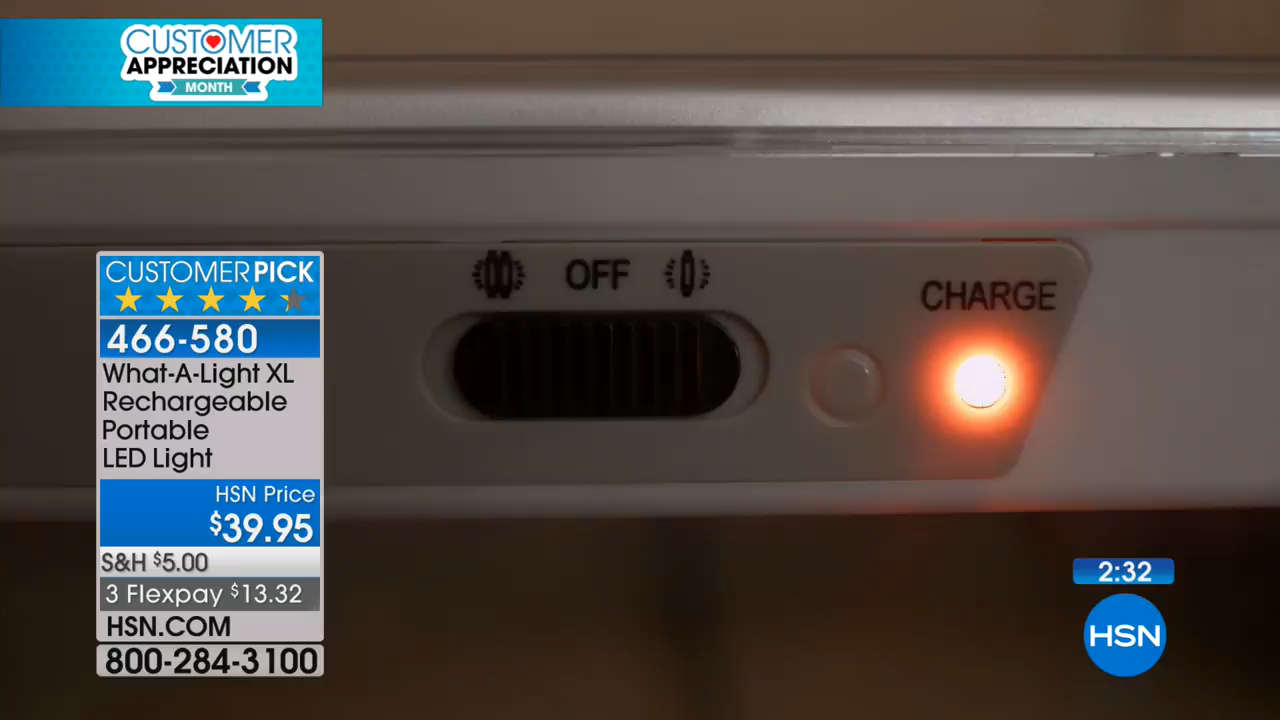 CUSTOMER
APPRECIATION
MONTH
CUSTOMER PICK
466-580
What-A-Light XL
Rechargeable
Portable
LED Light
HSN Price
$39.95
S&H $5.00
3 Flexpay $13.32
HSN.COM
800-284-3100
OFF
CHARGE
2:32
HSN